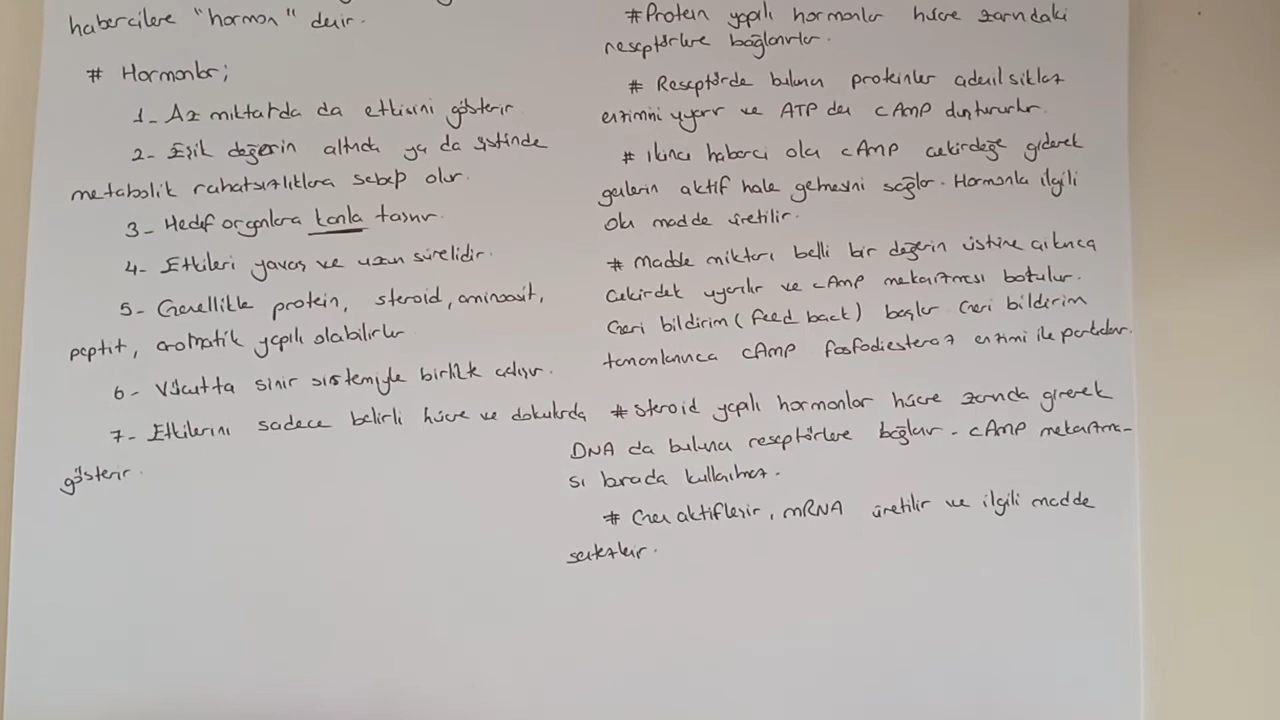 habercilere "hormon" denir.
# Hormonlar;
1- Az miktarda da etkisini gösterir
2- Eşik değerin altında ya da üstünde
metabolik rahatsızlıklara sebep olur.
3- Hedef organlara kanla taşınır.
4- Etkileri yavaş ve uzun sürelidir.
5- Genellikle protein, steroid, aminoasit,
peptit, aromatik yapılı olabilirler
6- Vücutta sinir sistemiyle birlikte çalışır.
7- Etkilerini sadece belirli hücre ve dokularda
gösterir.
#Protein yapılı hormonlar hücre zarındaki
reseptörlere bağlanırlar.
# Reseptörde bulunan proteinler adenil siklaz
enzimini uyarır ve ATP den cAMP oluştururlar.
# ikinci haberci olan cAMP çekirdeğe giderek
genlerin aktif hale gelmesini sağlar. Hormonla ilgili
olan madde üretilir.
# madde miktarı belli bir değerin üstüne çıkınca
çekirdek uyarılır ve cAMP mekanizması bozulur.
Geri bildirim (feed back) başlar Geri bildirim
tamamlanınca cAMP fosfodiesteraz enzimi ile parçalanır.
# steroid yapılı hormonlar hücre zarından girerek
DNA da bulunan reseptörlere bağlanır. cAMP mekanizma-
sı burada kullanılmaz.
# Gen aktifleşir, mRNA üretilir ve ilgili madde
sentezlenir.